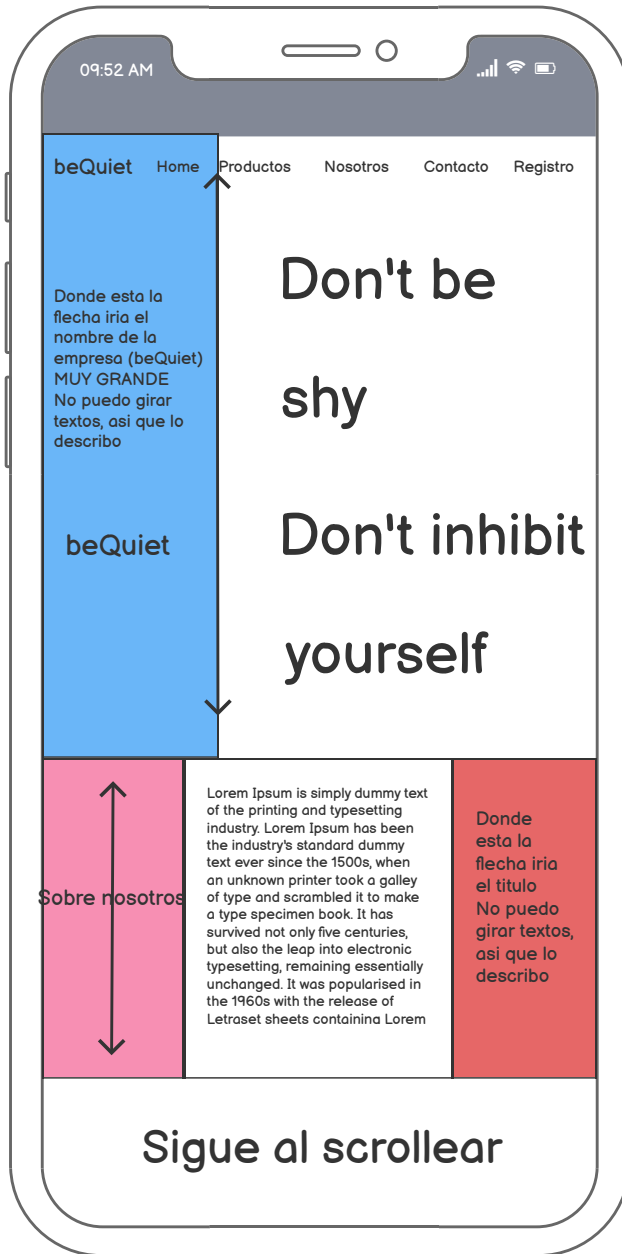 09:52 AM
beQuiet Home Productos Nosotros Contacto Registro
Donde esta la
flecha iria el
nombre de la
empresa (beQuiet)
MUY GRANDE
No puedo girar
textos, asi que lo
describo
beQuiet
Don't be
shy
Don't inhibit
yourself
Sobre nosotros
Lorem Ipsum is simply dummy text
of the printing and typesetting
industry. Lorem Ipsum has been
the industry's standard dummy
text ever since the 1500s, when
an unknown printer took a galley
of type and scrambled it to make
a type specimen book. It has
survived not only five centuries,
but also the leap into electronic
typesetting, remaining essentially
unchanged. It was popularised in
the 1960s with the release of
Letraset sheets containing Lorem
Donde
esta la
flecha iria
el titulo
No puedo
girar textos,
asi que lo
describo
Sigue al scrollear